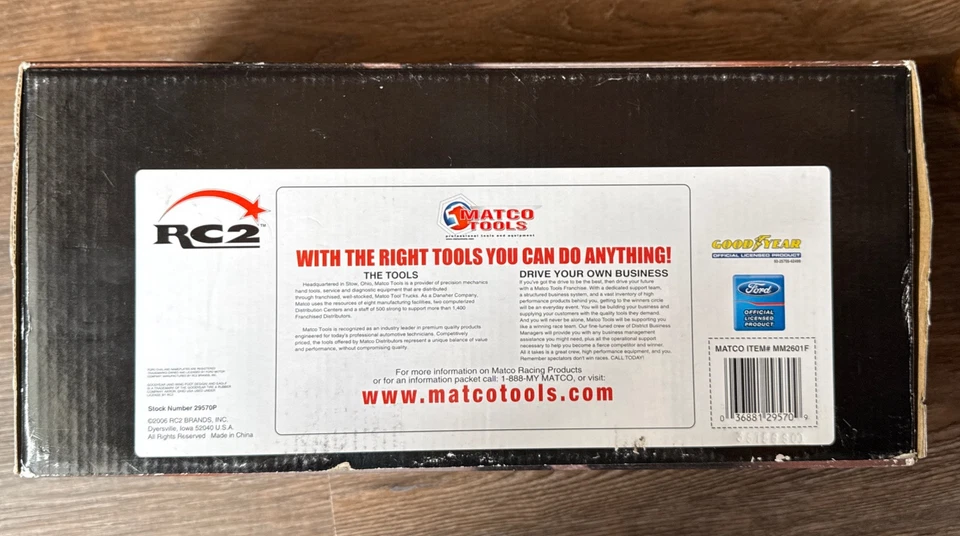 RC2™
MATCO
TOOLS
professional tools and equipment
WITH THE RIGHT TOOLS YOU CAN DO ANYTHING!
THE TOOLS
Headquartered in Stow, Ohio, Matco Tools is a provider of precision mechanics
hand tools, service and diagnostic equipment that are distributed
through franchised, well-stocked, Matco Tool Trucks. As a Danaher Company,
Matco uses the resources of eight manufacturing facilities, two computerized
Distribution Centers and a staff of 500 strong to support more than 1,400
Franchised Distributors.
Matco Tools is recognized as an industry leader in premium quality products
engineered for today's professional automotive technicians. Competitively
priced, the tools offered by Matco Distributors represent a unique balance of value
and performance, without compromising quality.
DRIVE YOUR OWN BUSINESS
If you've got the drive to be the best, then drive your future
with a Matco Tools Franchise. With a dedicated support team,
a structured business system, and a vast inventory of high
performance products behind you, getting to the winners circle
will be an everyday event. You will be building your business and
supplying your customers with the quality tools they demand.
And you will never be alone, Matco Tools will be supporting you
like a winning race team. Our fine-tuned crew of District Business
Managers will provide you with any business management
assistance you might need, plus all the operational support
necessary to help you become a fierce competitor and winner.
All it takes is a great crew, high performance equipment, and you.
Remember spectators don't win races. CALL TODAY!
For more information on Matco Racing Products
or for an information packet call: 1-888-MY MATCO, or visit:
www.matcotools.com
Stock Number 29570P
©2006 RC2 BRANDS, INC.
Dyersville, Iowa 52040 U.S.A.
All Rights Reserved Made in China
GOODYEAR
OFFICIAL LICENSED PRODUCT
Ford
OFFICIAL
LICENSED
PRODUCT
MATCO ITEM# MM2601F
0 36881 29570 9